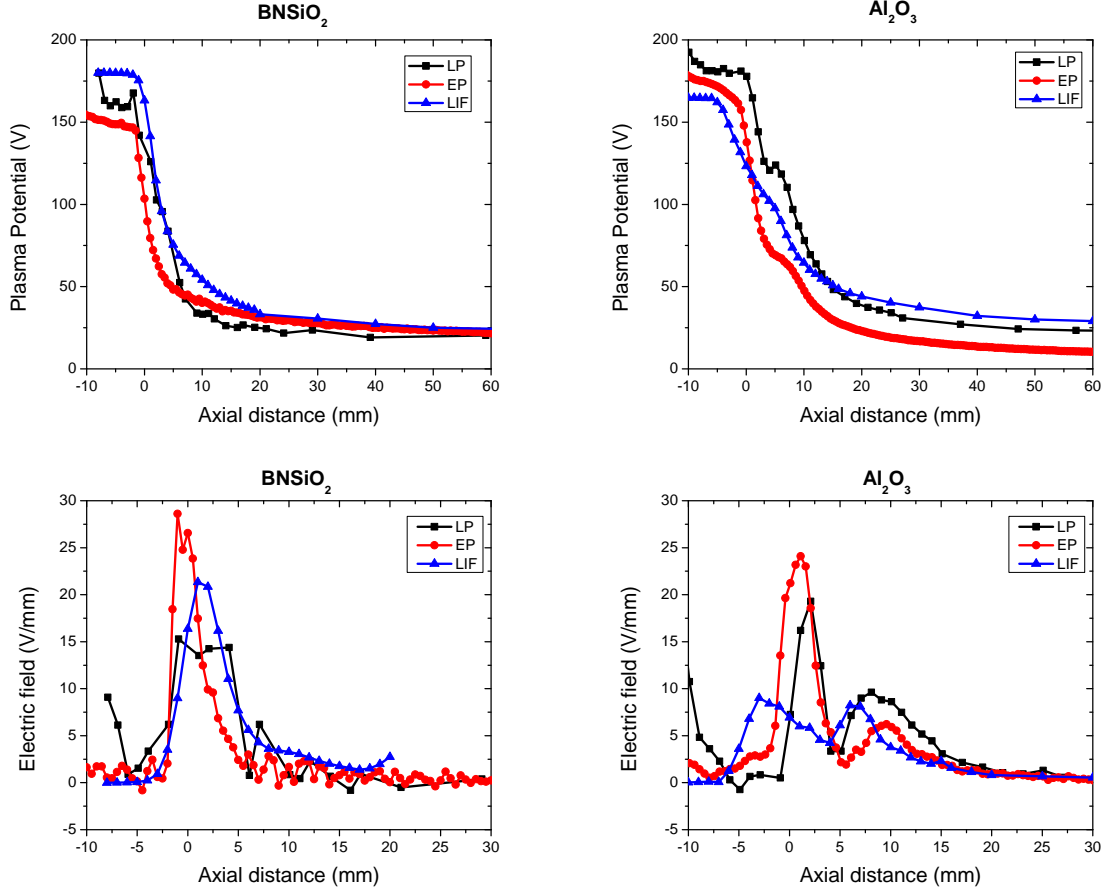 BNSiO₂
200
150
100
50
0
Plasma Potential (V)
LP
EP
LIF
-10 0 10 20 30 40 50 60
Axial distance (mm)
Al₂O₃
200
150
100
50
0
Plasma Potential (V)
LP
EP
LIF
-10 0 10 20 30 40 50 60
Axial distance (mm)
BNSiO₂
30
25
20
15
10
5
0
-5
Electric field (V/mm)
LP
EP
LIF
-10 -5 0 5 10 15 20 25 30
Axial distance (mm)
Al₂O₃
30
25
20
15
10
5
0
-5
Electric field (V/mm)
LP
EP
LIF
-10 -5 0 5 10 15 20 25 30
Axial distance (mm)